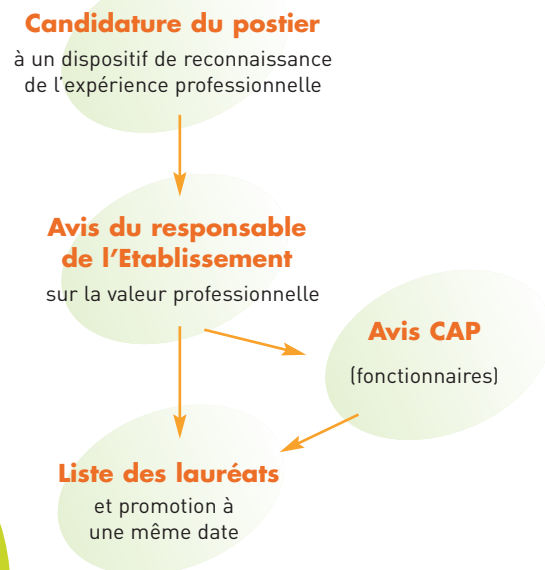 Candidature du postier
à un dispositif de reconnaissance
de l’expérience professionnelle
Avis du responsable
de l’Etablissement
sur la valeur professionnelle
Avis CAP
(fonctionnaires)
Liste des lauréats
et promotion à
une même date